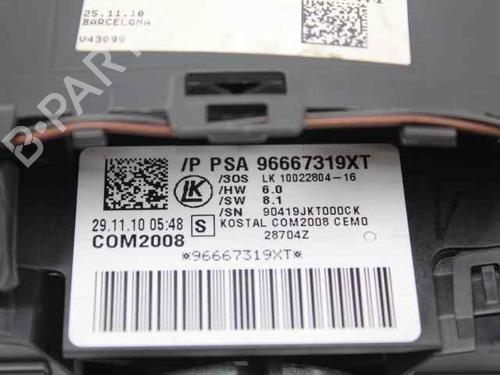 25.11.10
BARCELONA
V43099
/P PSA 96667319XT
/3OS LK 10022804-16
/HW 6.0
/SW 8.1
/SN 90419JKT000CK
29.11.10 05:48 S KOSTAL COM2008 CEMO
COM2008 28704Z
*96667319XT*
B-PARTS